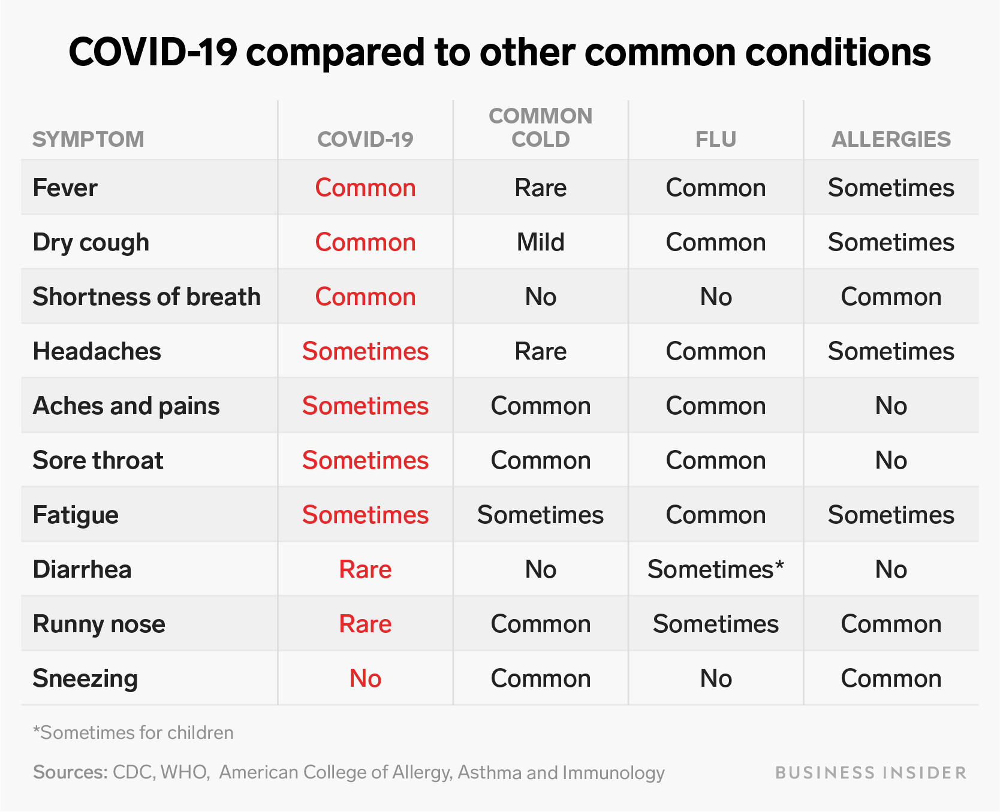 COVID-19 compared to other common conditions
SYMPTOM COVID-19 COMMON COLD FLU ALLERGIES
Fever Common Rare Common Sometimes
Dry cough Common Mild Common Sometimes
Shortness of breath Common No No Common
Headaches Sometimes Rare Common Sometimes
Aches and pains Sometimes Common Common No
Sore throat Sometimes Common Common No
Fatigue Sometimes Sometimes Common Sometimes
Diarrhea Rare No Sometimes* No
Runny nose Rare Common Sometimes Common
Sneezing No Common No Common
*Sometimes for children
Sources: CDC, WHO, American College of Allergy, Asthma and Immunology
BUSINESS INSIDER